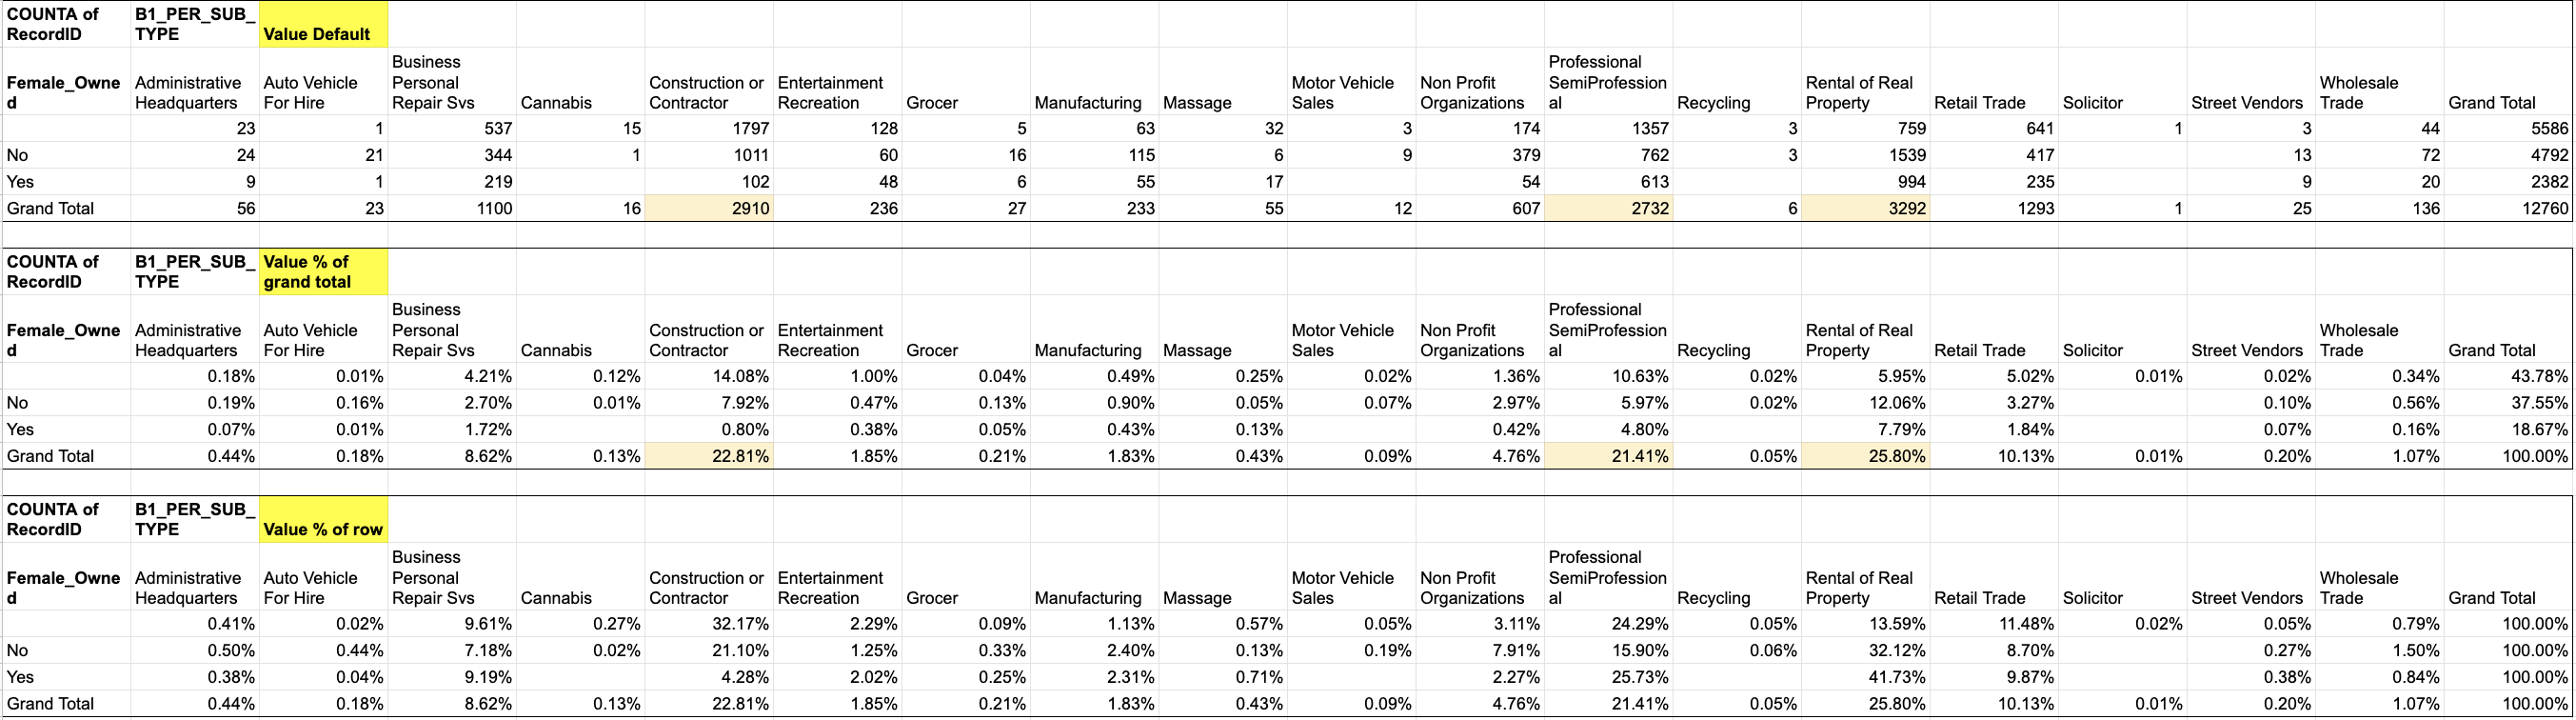 COUNTA of RecordID B1_PER_SUB_TYPE Value Default
Female_Owned Administrative Headquarters Auto Vehicle For Hire Business Personal Repair Svs Cannabis Construction or Contractor Entertainment Recreation Grocer Manufacturing Massage Motor Vehicle Sales Non Profit Organizations Professional SemiProfessional Recycling Rental of Real Property Retail Trade Solicitor Street Vendors Wholesale Trade Grand Total
23 1 537 15 1797 128 5 63 32 3 174 1357 3 759 641 1 3 44 5586
No 24 21 344 1 1011 60 16 115 6 9 379 762 3 1539 417 13 72 4792
Yes 9 1 219 102 48 6 55 17 54 613 994 235 9 20 2382
Grand Total 56 23 1100 16 2910 236 27 233 55 12 607 2732 6 3292 1293 1 25 136 12760
COUNTA of RecordID B1_PER_SUB_TYPE Value % of grand total
Female_Owned Administrative Headquarters Auto Vehicle For Hire Business Personal Repair Svs Cannabis Construction or Contractor Entertainment Recreation Grocer Manufacturing Massage Motor Vehicle Sales Non Profit Organizations Professional SemiProfessional Recycling Rental of Real Property Retail Trade Solicitor Street Vendors Wholesale Trade Grand Total
0.18% 0.01% 4.21% 0.12% 14.08% 1.00% 0.04% 0.49% 0.25% 0.02% 1.36% 10.63% 0.02% 5.95% 5.02% 0.01% 0.02% 0.34% 43.78%
No 0.19% 0.16% 2.70% 0.01% 7.92% 0.47% 0.13% 0.90% 0.05% 0.07% 2.97% 5.97% 0.02% 12.06% 3.27% 0.10% 0.56% 37.55%
Yes 0.07% 0.01% 1.72% 0.80% 0.38% 0.05% 0.43% 0.13% 0.42% 4.80% 7.79% 1.84% 0.07% 0.16% 18.67%
Grand Total 0.44% 0.18% 8.62% 0.13% 22.81% 1.85% 0.21% 1.83% 0.43% 0.09% 4.76% 21.41% 0.05% 25.80% 10.13% 0.01% 0.20% 1.07% 100.00%
COUNTA of RecordID B1_PER_SUB_TYPE Value % of row
Female_Owned Administrative Headquarters Auto Vehicle For Hire Business Personal Repair Svs Cannabis Construction or Contractor Entertainment Recreation Grocer Manufacturing Massage Motor Vehicle Sales Non Profit Organizations Professional SemiProfessional Recycling Rental of Real Property Retail Trade Solicitor Street Vendors Wholesale Trade Grand Total
0.41% 0.02% 9.61% 0.27% 32.17% 2.29% 0.09% 1.13% 0.57% 0.05% 3.11% 24.29% 0.05% 13.59% 11.48% 0.02% 0.05% 0.79% 100.00%
No 0.50% 0.44% 7.18% 0.02% 21.10% 1.25% 0.33% 2.40% 0.13% 0.19% 7.91% 15.90% 0.06% 32.12% 8.70% 0.27% 1.50% 100.00%
Yes 0.38% 0.04% 9.19% 4.28% 2.02% 0.25% 2.31% 0.71% 2.27% 25.73% 41.73% 9.87% 0.38% 0.84% 100.00%
Grand Total 0.44% 0.18% 8.62% 0.13% 22.81% 1.85% 0.21% 1.83% 0.43% 0.09% 4.76% 21.41% 0.05% 25.80% 10.13% 0.01% 0.20% 1.07% 100.00%